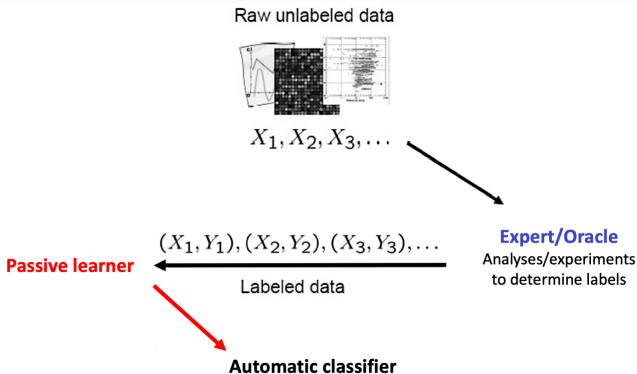 Raw unlabeled data
X₁, X₂, X₃, . . .
Expert/Oracle
Analyses/experiments
to determine labels
(X₁, Y₁), (X₂, Y₂), (X₃, Y₃), . . .
Passive learner
Labeled data
Automatic classifier